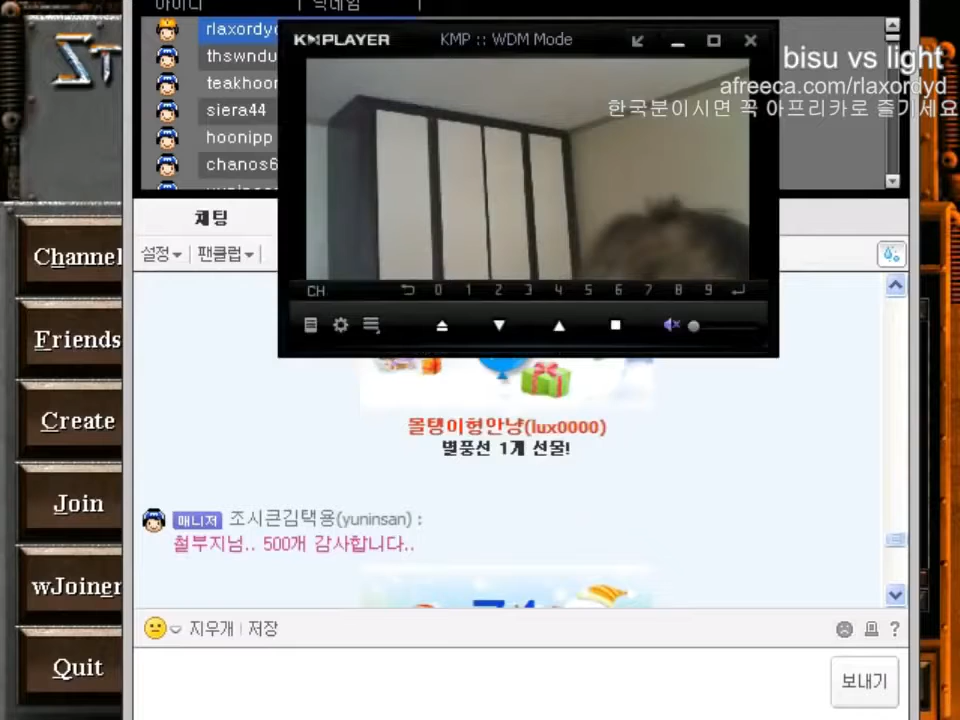 아이디
닉네임
St
rlaxordyd
thswndu
teakhoon
siera44
hoonipp
chanos6
KMPLAYER
KMP :: WDM Mode
bisu vs light
afreeca.com/rlaxordyd
한국분이시면 꼭 아프리카로 즐기세요
CH 0 1 2 3 4 5 6 7 8 9
채팅
설정
팬클럽
Channel
Friends
Create
Join
wJoiner
Quit
몰탱이형안냥(lux0000)
별풍선 1개 선물!
매니저 조시큰김택용(yuninsan) :
철부지님.. 500개 감사합니다..
지우개 저장
?
보내기